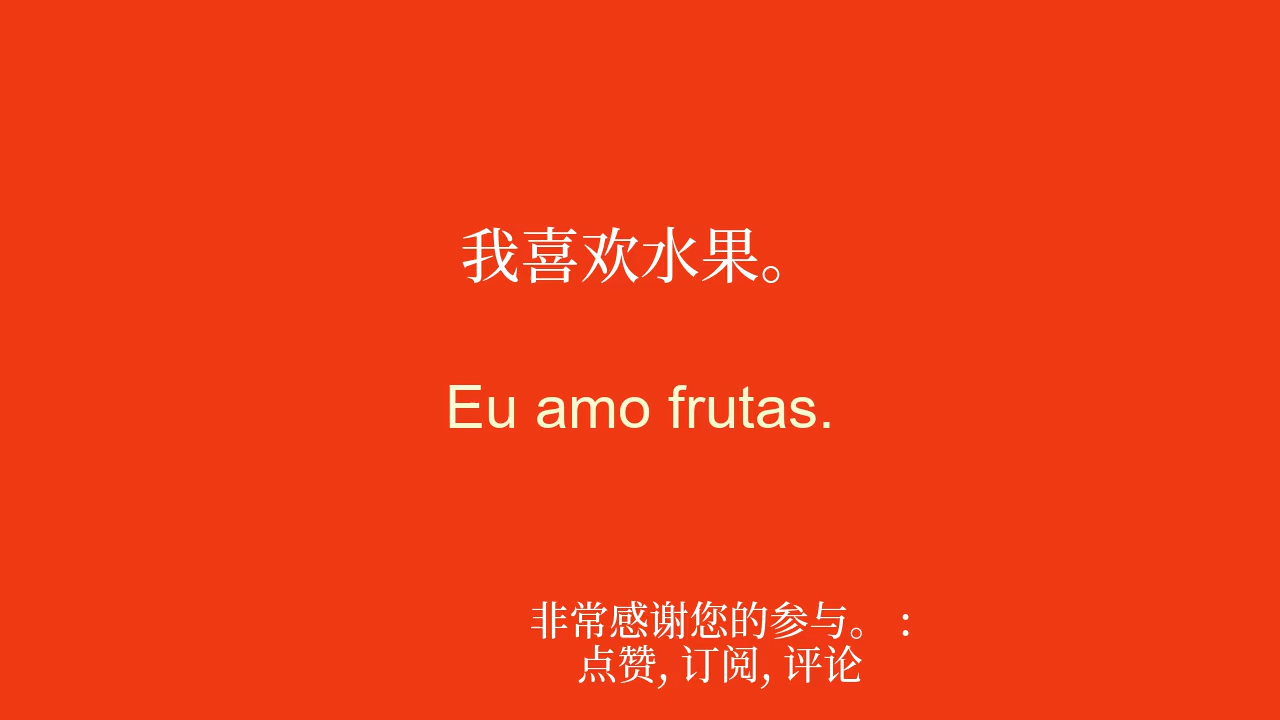 我喜欢水果。
Eu amo frutas.
非常感谢您的参与。 :
点赞, 订阅, 评论